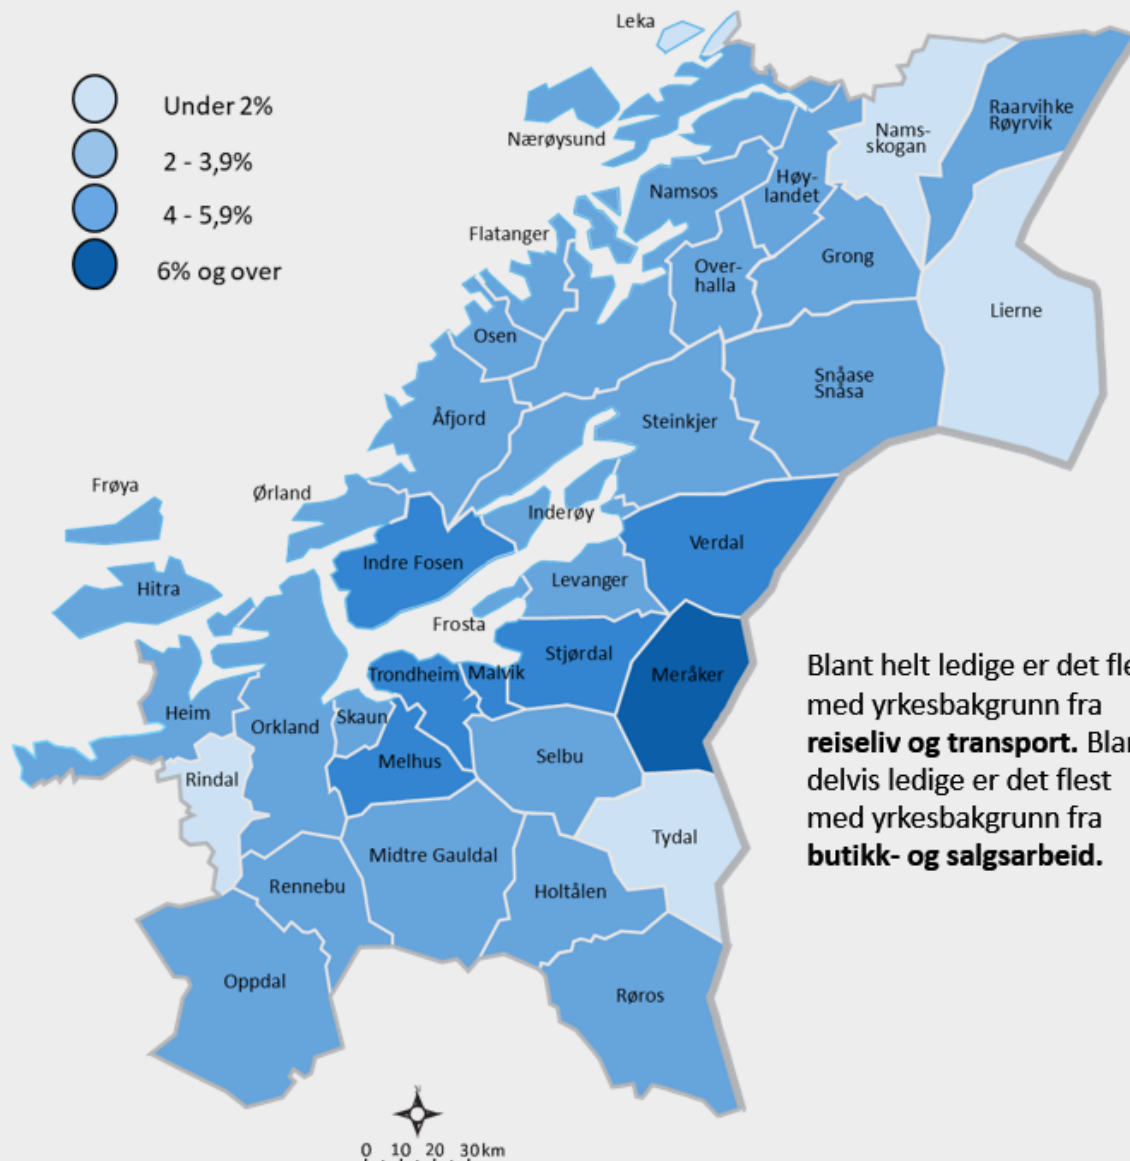 Leka
Under 2%
2 - 3,9%
4 - 5,9%
6% og over
Nærøysund
Nams-
skogan
Raarvihke
Røyrvik
Namsos
Høy-
landet
Flatanger
Over-
halla
Grong
Lierne
Osen
Snåase
Snåsa
Åfjord
Steinkjer
Frøya
Ørland
Inderøy
Verdal
Indre Fosen
Levanger
Hitra
Frosta
Stjørdal
Trondheim
Malvik
Meråker
Heim
Orkland
Skaun
Melhus
Selbu
Rindal
Tydal
Midtre Gauldal
Rennebu
Holtålen
Oppdal
Røros
Blant helt ledige er det fle
med yrkesbakgrunn fra
reiseliv og transport. Blan
delvis ledige er det flest
med yrkesbakgrunn fra
butikk- og salgsarbeid.
0 10 20 30 km